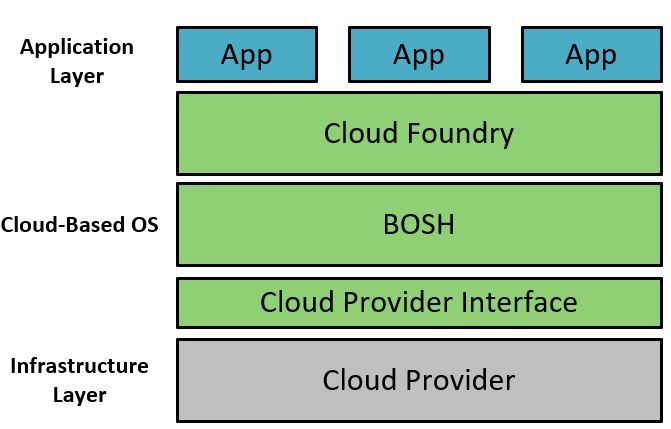 Application
Layer
App
App
App
Cloud Foundry
Cloud-Based OS
BOSH
Cloud Provider Interface
Infrastructure
Layer
Cloud Provider